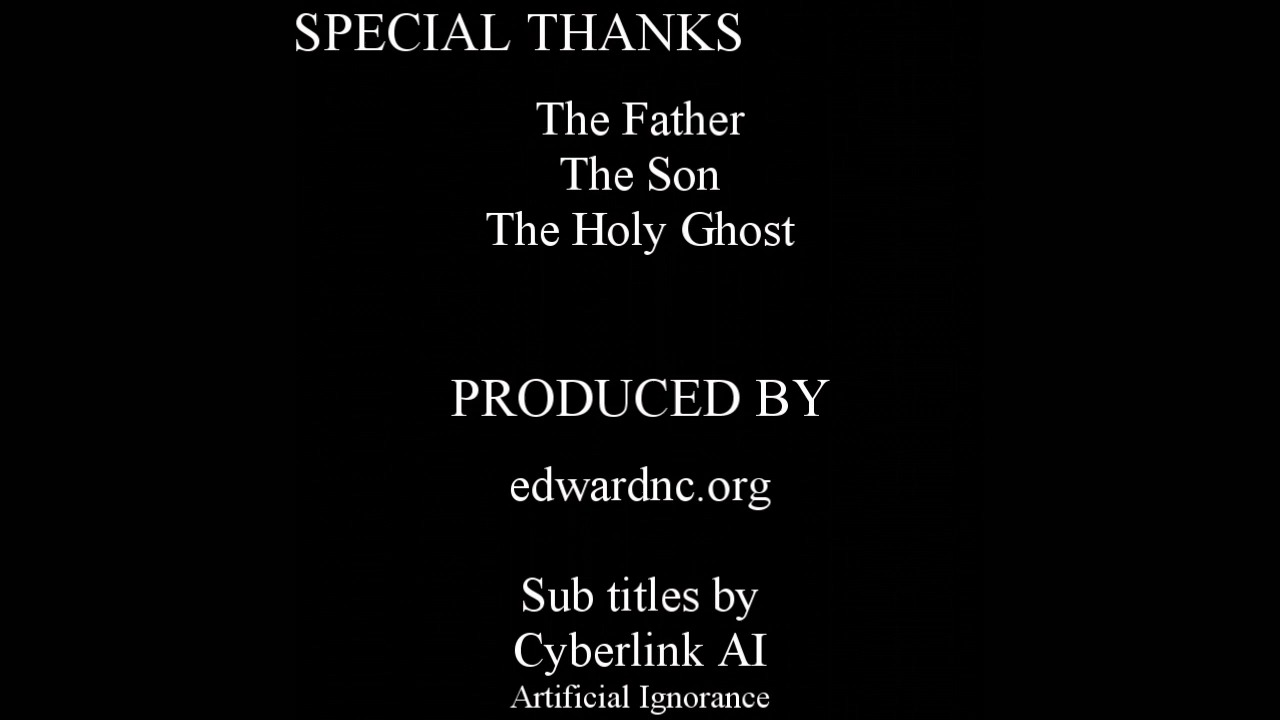 SPECIAL THANKS
The Father
The Son
The Holy Ghost
PRODUCED BY
edwardnc.org
Sub titles by
Cyberlink AI
Artificial Ignorance